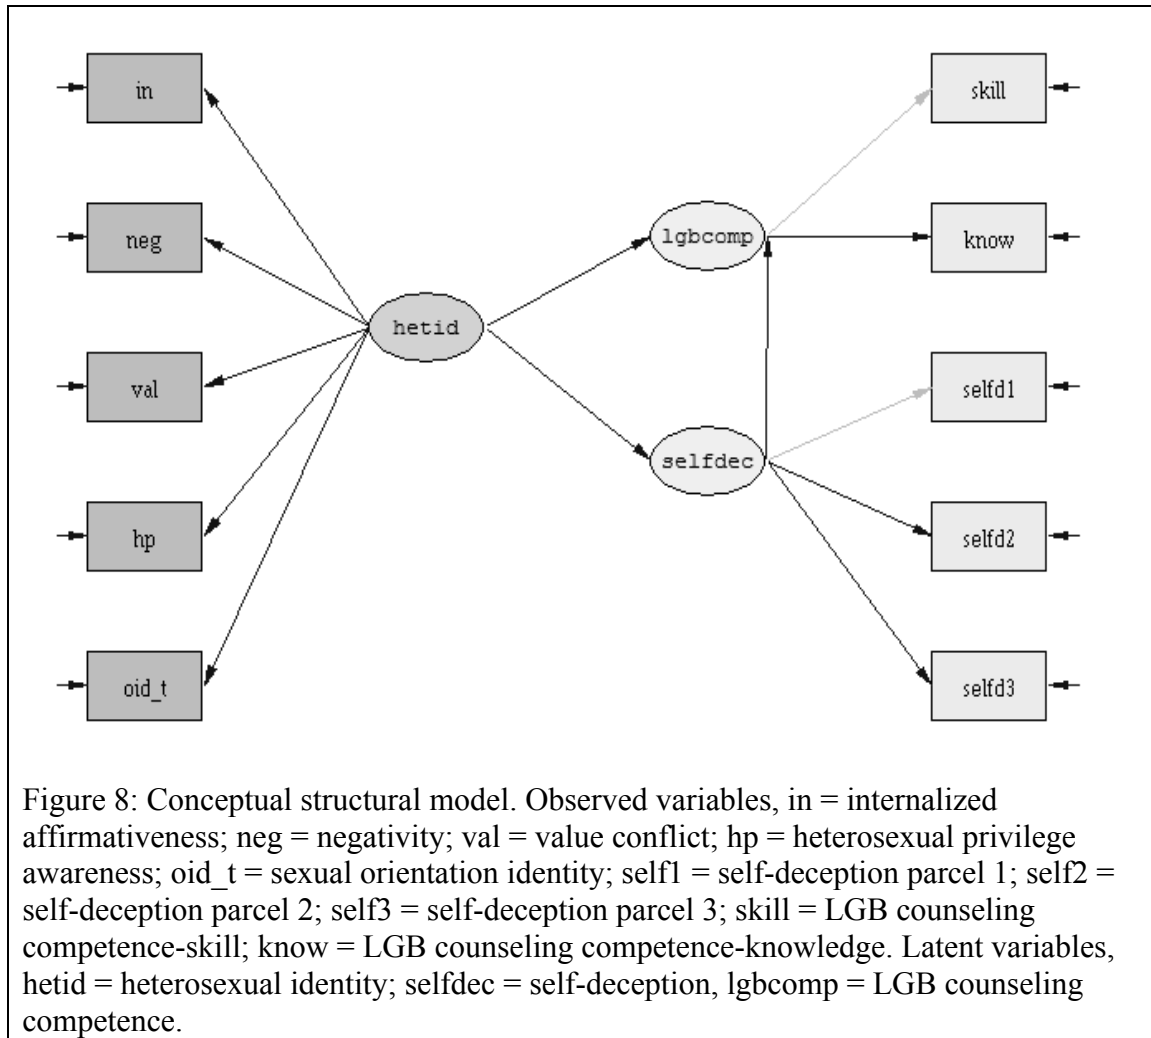 in
skill
neg
lgbcomp
know
hetid
val
selfd1
selfdec
hp
selfd2
oid_t
selfd3
Figure 8: Conceptual structural model. Observed variables, in = internalized
affirmativeness; neg = negativity; val = value conflict; hp = heterosexual privilege
awareness; oid_t = sexual orientation identity; self1 = self-deception parcel 1; self2 =
self-deception parcel 2; self3 = self-deception parcel 3; skill = LGB counseling
competence-skill; know = LGB counseling competence-knowledge. Latent variables,
hetid = heterosexual identity; selfdec = self-deception, lgbcomp = LGB counseling
competence.